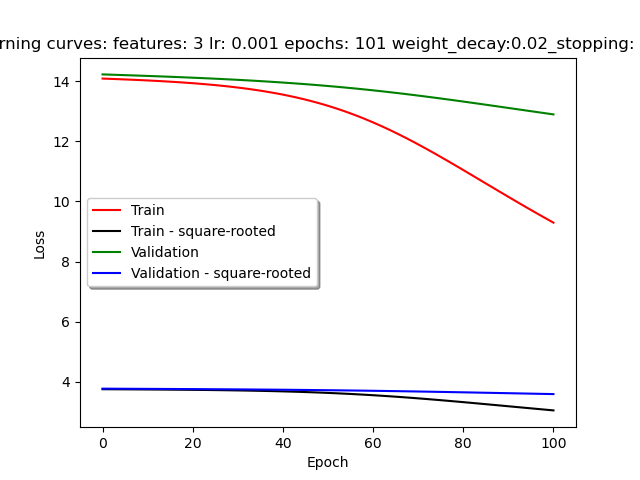 rning curves: features: 3 lr: 0.001 epochs: 101 weight_decay:0.02_stopping:
14
12
10
8
6
4
Loss
Train
Train - square-rooted
Validation
Validation - square-rooted
0 20 40 60 80 100
Epoch